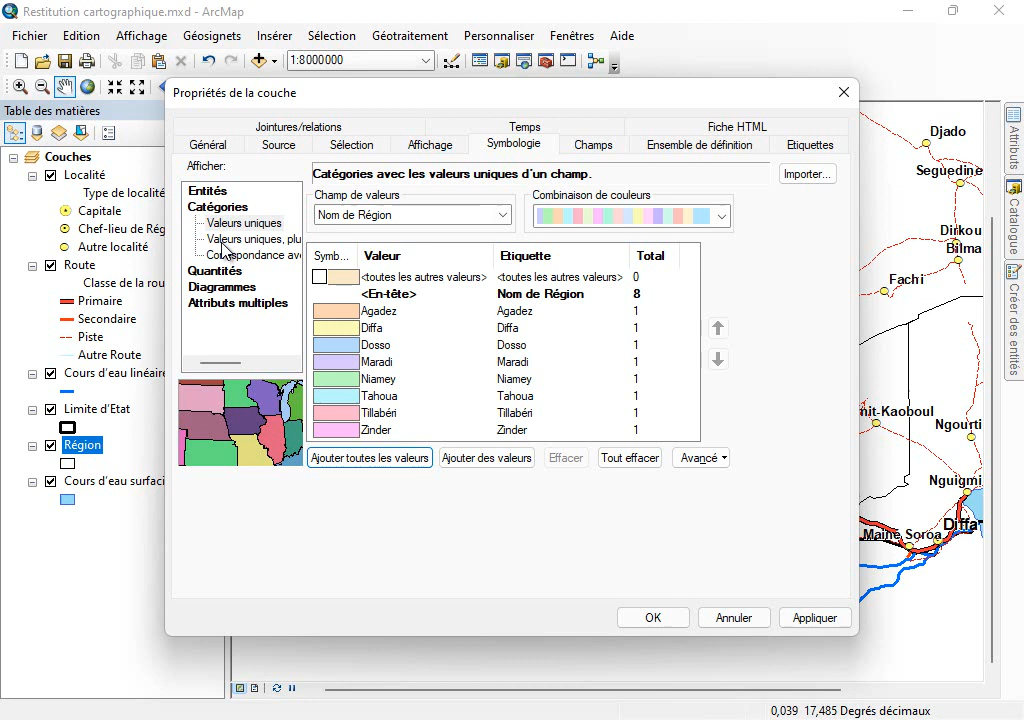 Restitution cartographique.mxd - ArcMap
Fichier Edition Affichage Géosignets Insérer Sélection Géotraitement Personnaliser Fenêtres Aide
1:8000000
Table des matières
Couches
Localité
Type de localité
Capitale
Chef-lieu de Rég
Autre localité
Route
Classe de la rou
Primaire
Secondaire
Piste
Autre Route
Cours d'eau linéaire
Limite d'Etat
Région
Cours d'eau surfaci
Propriétés de la couche
Jointures/relations Temps Fiche HTML
Général Source Sélection Affichage Symbologie Champs Ensemble de définition Etiquettes
Afficher:
Entités
Catégories
Valeurs uniques
Valeurs uniques, plu
Correspondance ave
Quantités
Diagrammes
Attributs multiples
Catégories avec les valeurs uniques d'un champ.
Importer...
Champ de valeurs
Nom de Région
Combinaison de couleurs
Symb... Valeur Etiquette Total
<toutes les autres valeurs> <toutes les autres valeurs> 0
<En-tête> Nom de Région 8
Agadez Agadez 1
Diffa Diffa 1
Dosso Dosso 1
Maradi Maradi 1
Niamey Niamey 1
Tahoua Tahoua 1
Tillabéri Tillabéri 1
Zinder Zinder 1
Ajouter toutes les valeurs Ajouter des valeurs Effacer Tout effacer Avancé
OK Annuler Appliquer
Djado
Seguedine
Dirkou
Bilma
Fachi
nit-Kaoboul
Ngourti
Nguigmi
Diffa
Maïné Soroa
Attributs
Catalogue
Créer des entités
0,039 17,485 Degrés décimaux